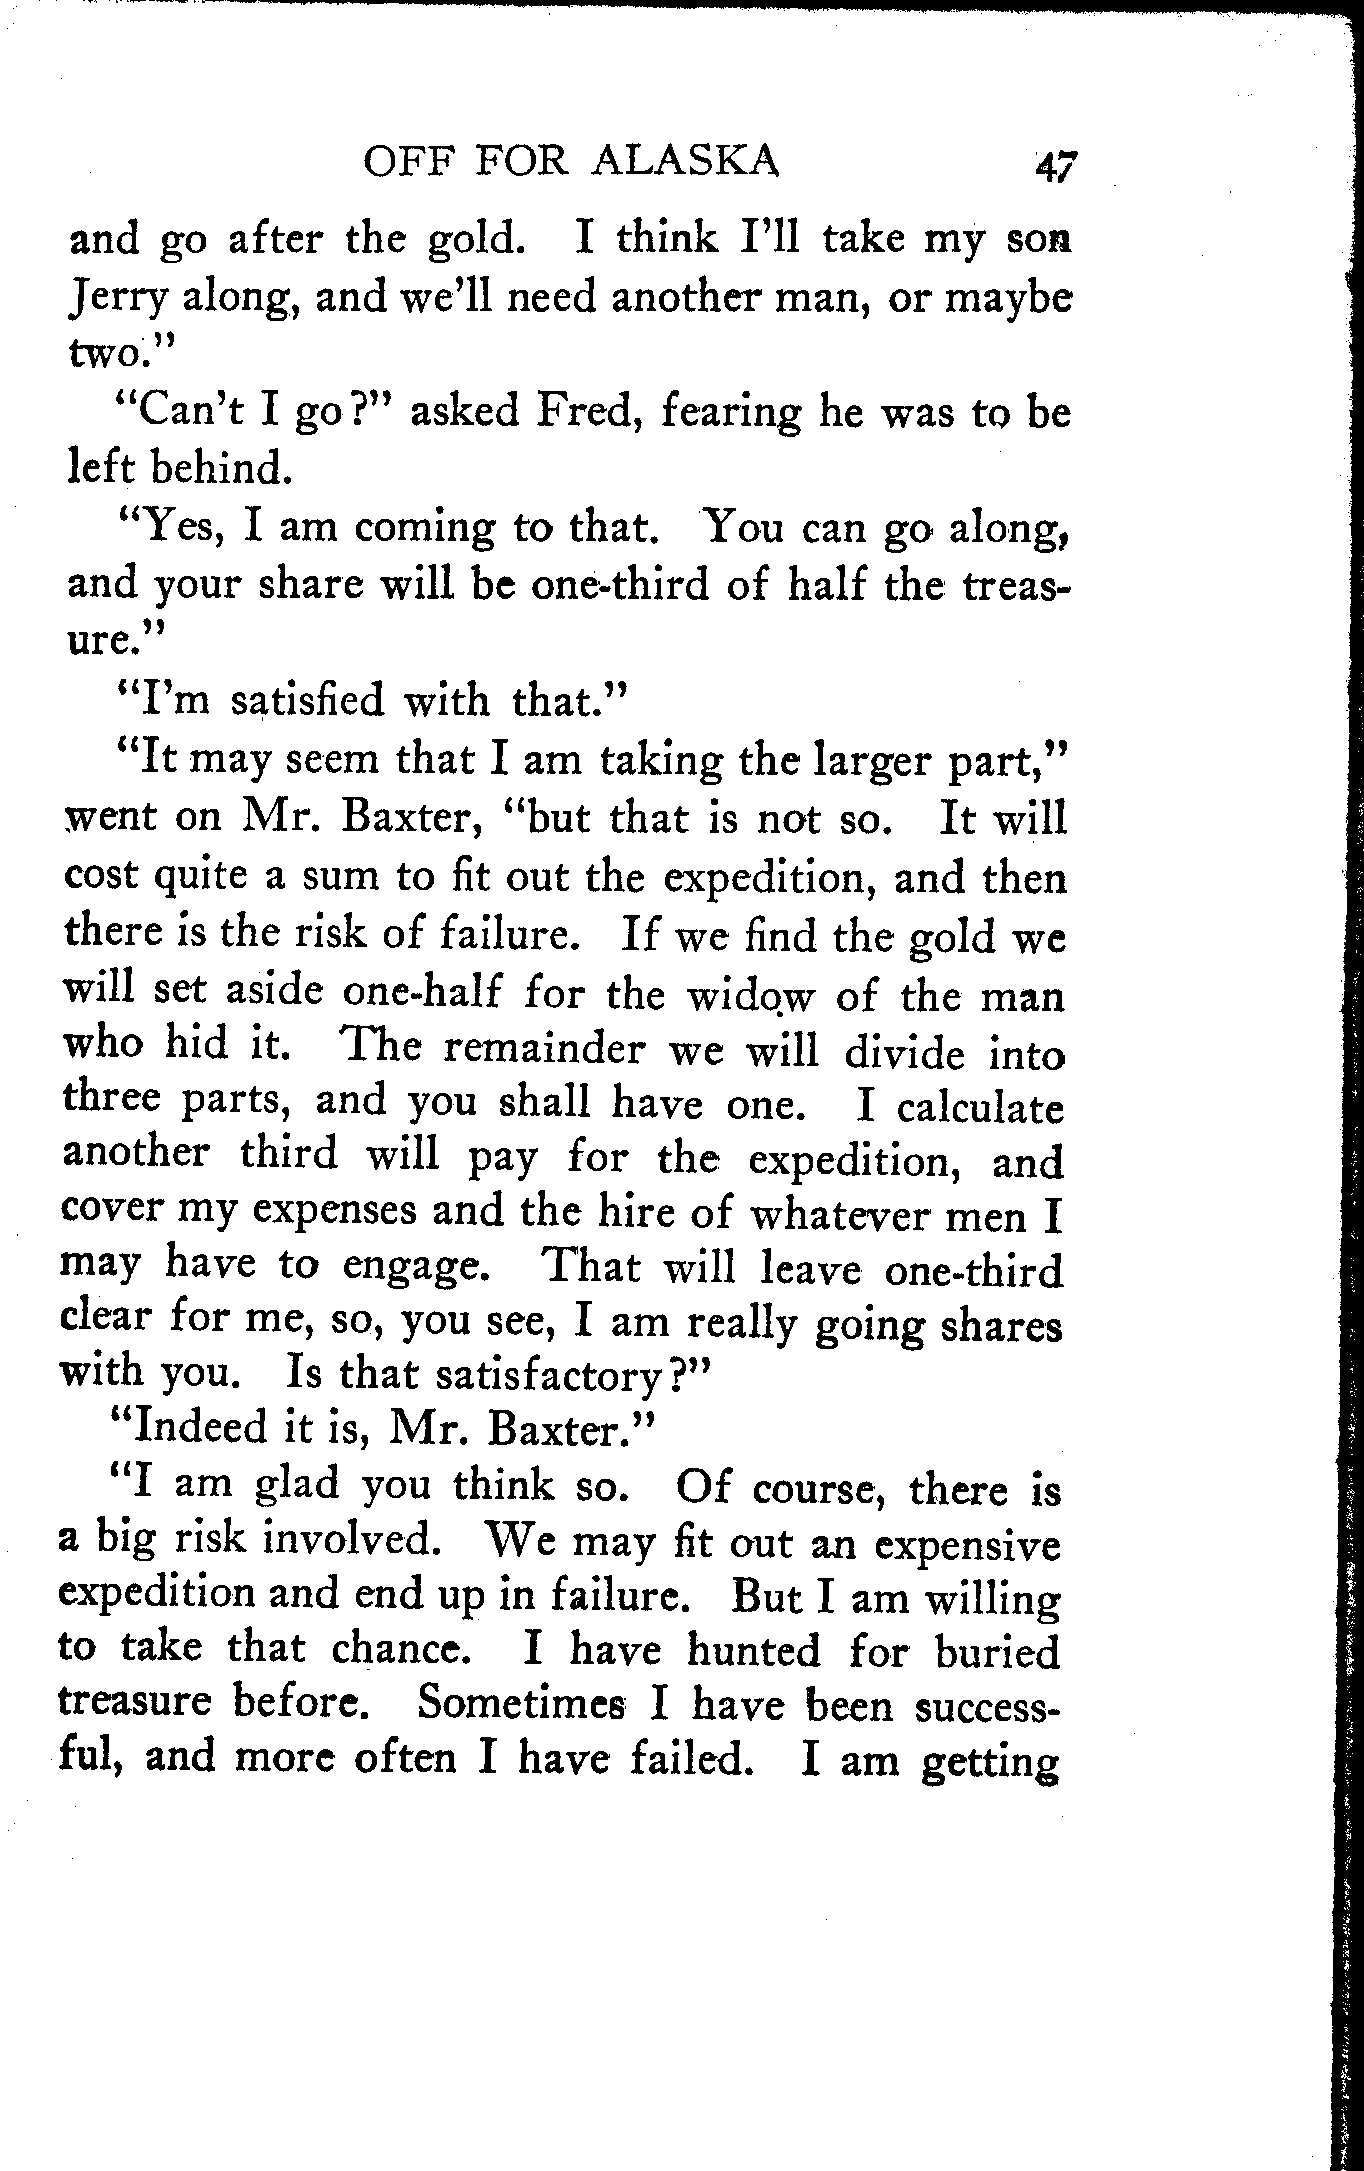 OFF FOR ALASKA 47
and go after the gold. I think I'll take my son
Jerry along, and we'll need another man, or maybe
two."
"Can't I go?" asked Fred, fearing he was to be
left behind.
"Yes, I am coming to that. You can go along,
and your share will be one-third of half the treas-
ure."
"I'm satisfied with that."
"It may seem that I am taking the larger part,"
went on Mr. Baxter, "but that is not so. It will
cost quite a sum to fit out the expedition, and then
there is the risk of failure. If we find the gold we
will set aside one-half for the widow of the man
who hid it. The remainder we will divide into
three parts, and you shall have one. I calculate
another third will pay for the expedition, and
cover my expenses and the hire of whatever men I
may have to engage. That will leave one-third
clear for me, so, you see, I am really going shares
with you. Is that satisfactory?"
"Indeed it is, Mr. Baxter."
"I am glad you think so. Of course, there is
a big risk involved. We may fit out an expensive
expedition and end up in failure. But I am willing
to take that chance. I have hunted for buried
treasure before. Sometimes I have been success-
ful, and more often I have failed. I am getting